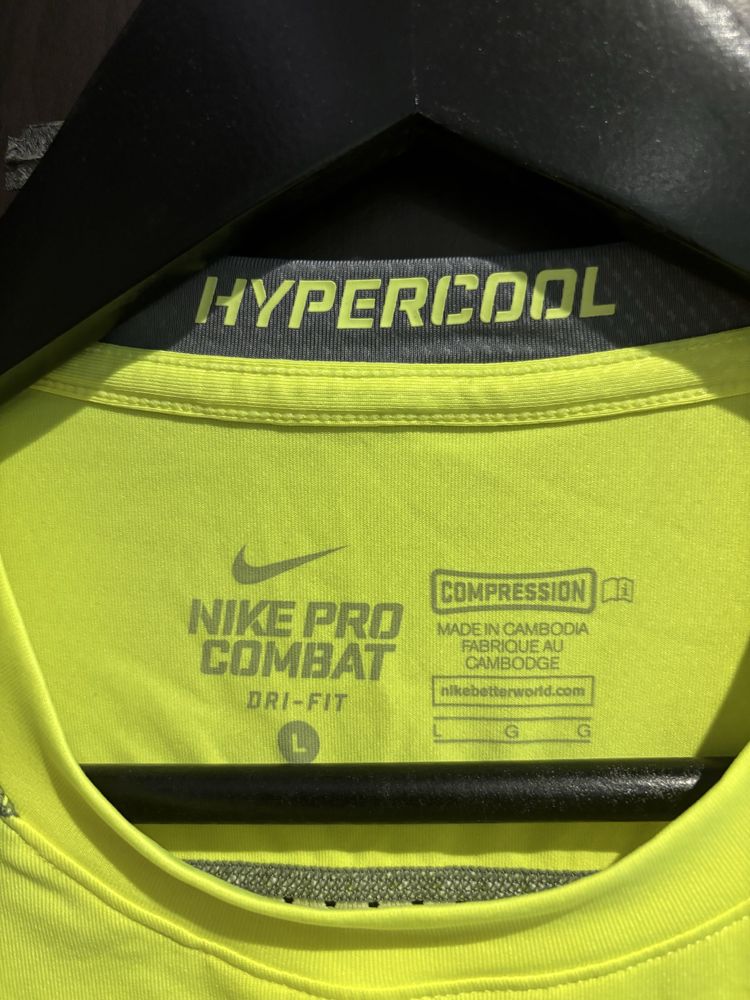 HYPERCOOL
NIKE PRO
COMBAT
DRI-FIT
L
COMPRESSION
MADE IN CAMBODIA
FABRIQUE AU
CAMBODGE
nikebetterworld.com
L G G